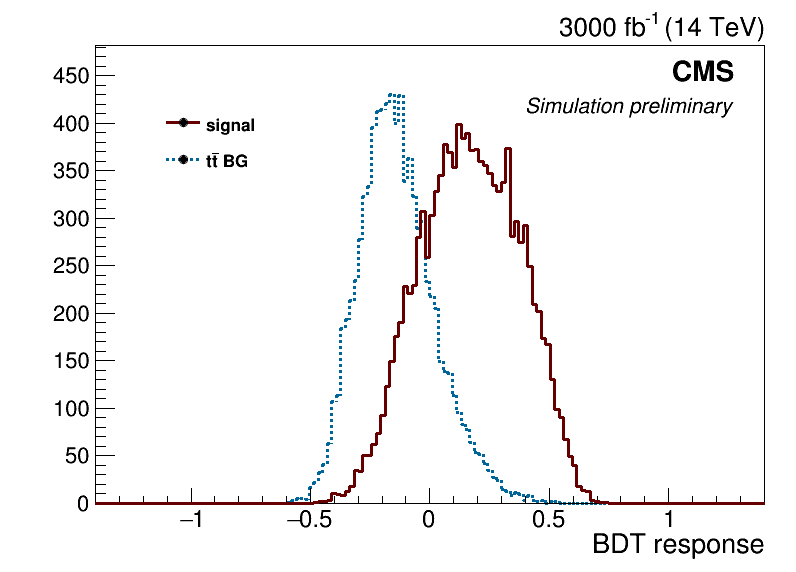 3000 fb⁻¹ (14 TeV)
CMS
Simulation preliminary
signal
tt̄ BG
450
400
350
300
250
200
150
100
50
0
−1 −0.5 0 0.5 1
BDT response